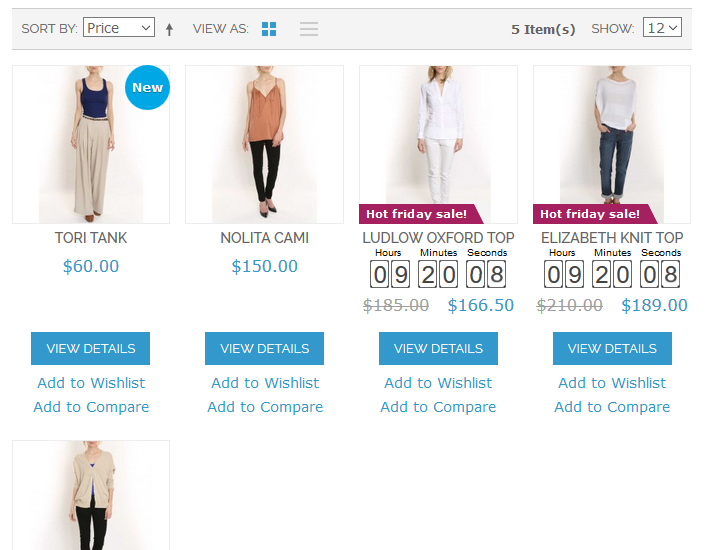 SORT BY: Price VIEW AS: 5 Item(s) SHOW: 12
New
Hot friday sale! Hot friday sale!
TORI TANK NOLITA CAMI LUDLOW OXFORD TOP ELIZABETH KNIT TOP
Hours Minutes Seconds Hours Minutes Seconds
$60.00 $150.00 09 20 08 09 20 08
$185.00 $166.50 $210.00 $189.00
VIEW DETAILS VIEW DETAILS VIEW DETAILS VIEW DETAILS
Add to Wishlist Add to Wishlist Add to Wishlist Add to Wishlist
Add to Compare Add to Compare Add to Compare Add to Compare